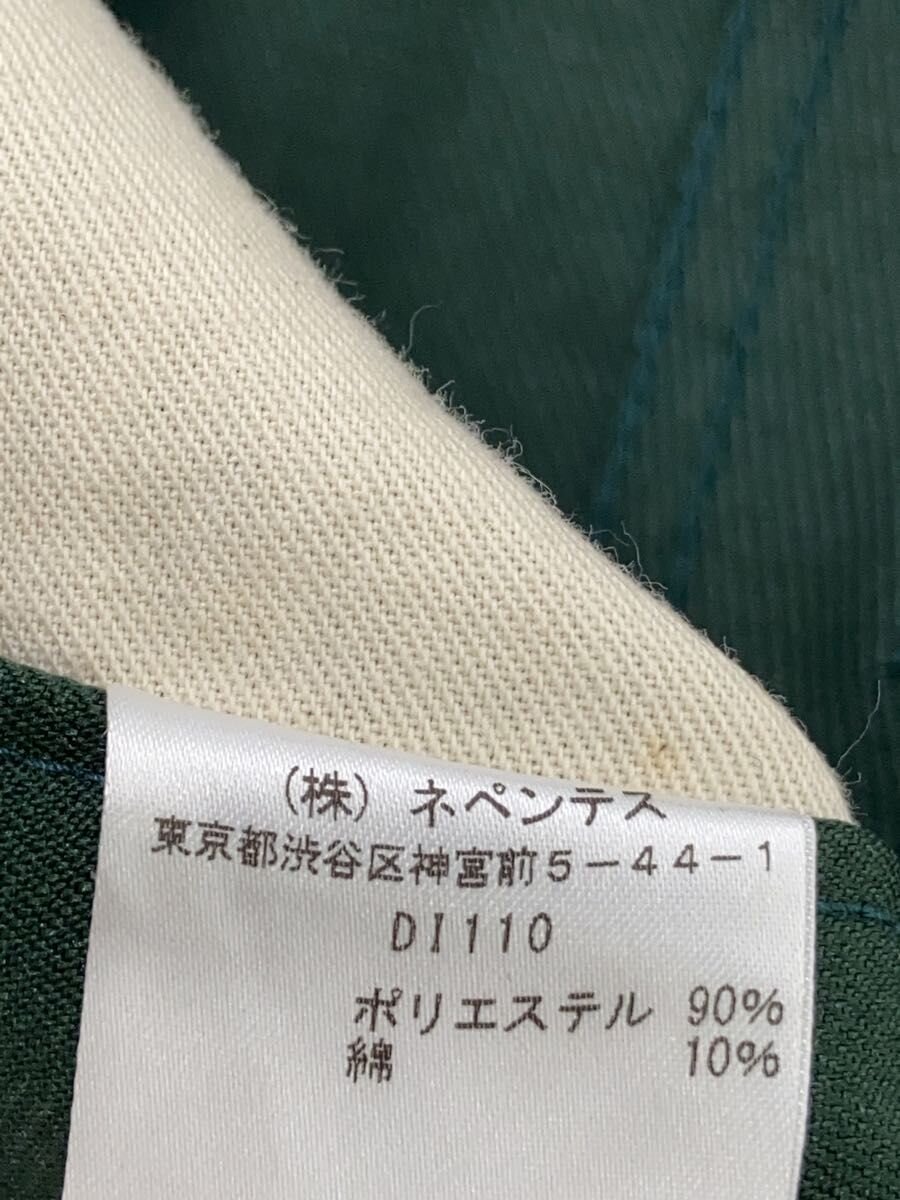 (株) ネペンテス
東京都渋谷区神宮前5-44-1
DI110
ポリエステル 90%
綿 10%